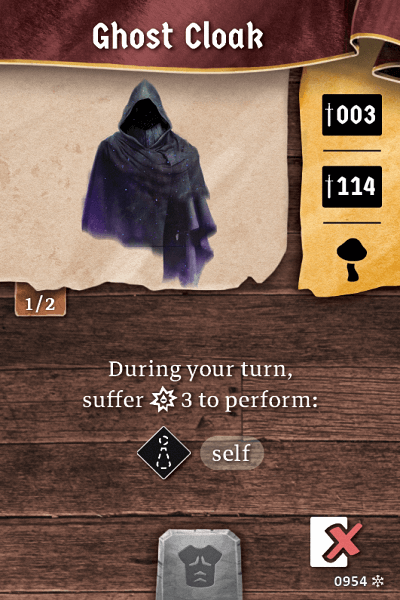 Ghost Cloak
003
114
1/2
During your turn,
suffer 3 to perform:
self
0954